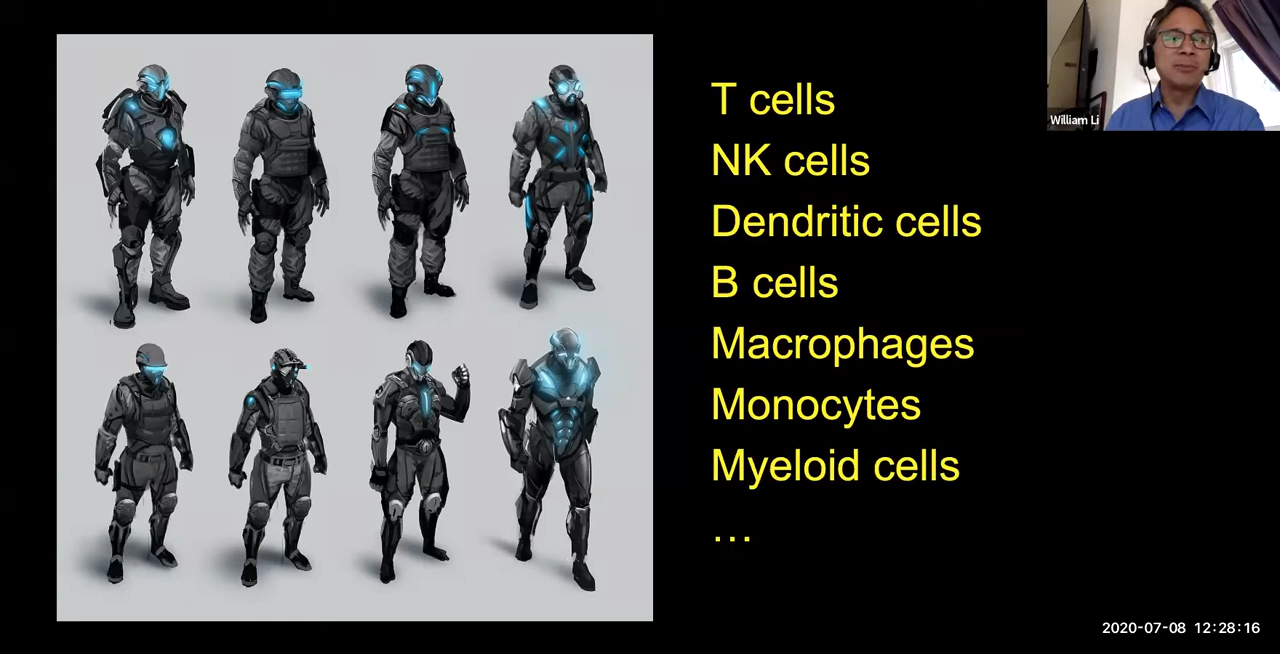 T cells
NK cells
Dendritic cells
B cells
Macrophages
Monocytes
Myeloid cells
…
William Li
2020-07-08 12:28:16